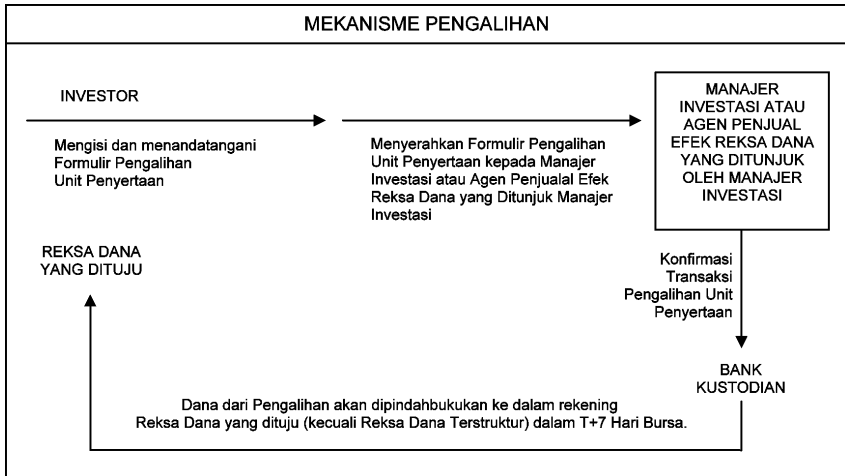 MEKANISME PENGALIHAN
INVESTOR
Mengisi dan menandatangani
Formulir Pengalihan
Unit Penyertaan
Menyerahkan Formulir Pengalihan
Unit Penyertaan kepada Manajer
Investasi atau Agen Penjualal Efek
Reksa Dana yang Ditunjuk Manajer
Investasi
MANAJER
INVESTASI ATAU
AGEN PENJUAL
EFEK REKSA DANA
YANG DITUNJUK
OLEH MANAJER
INVESTASI
Konfirmasi
Transaksi
Pengalihan Unit
Penyertaan
BANK
KUSTODIAN
Dana dari Pengalihan akan dipindahbukukan ke dalam rekening
Reksa Dana yang dituju (kecuali Reksa Dana Terstruktur) dalam T+7 Hari Bursa.
REKSA DANA
YANG DITUJU